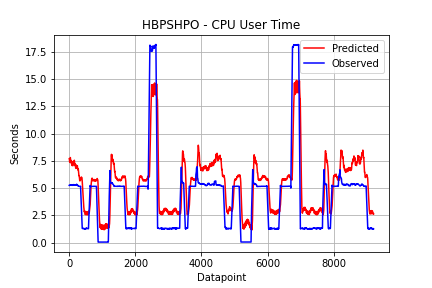 HBPSHPO - CPU User Time
Predicted
Observed
Seconds
17.5
15.0
12.5
10.0
7.5
5.0
2.5
0.0
0 2000 4000 6000 8000
Datapoint